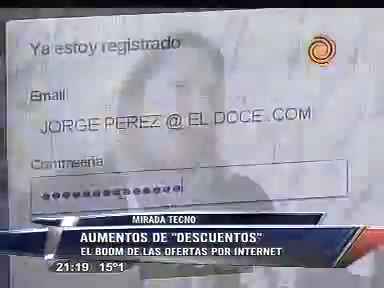 Ya estoy registrado
Email
JORGE PEREZ @ EL DOCE .COM
Contraseña
••••••••••••••
MIRADA TECNO
AUMENTOS DE "DESCUENTOS"
EL BOOM DE LAS OFERTAS POR INTERNET
21:19 15°1